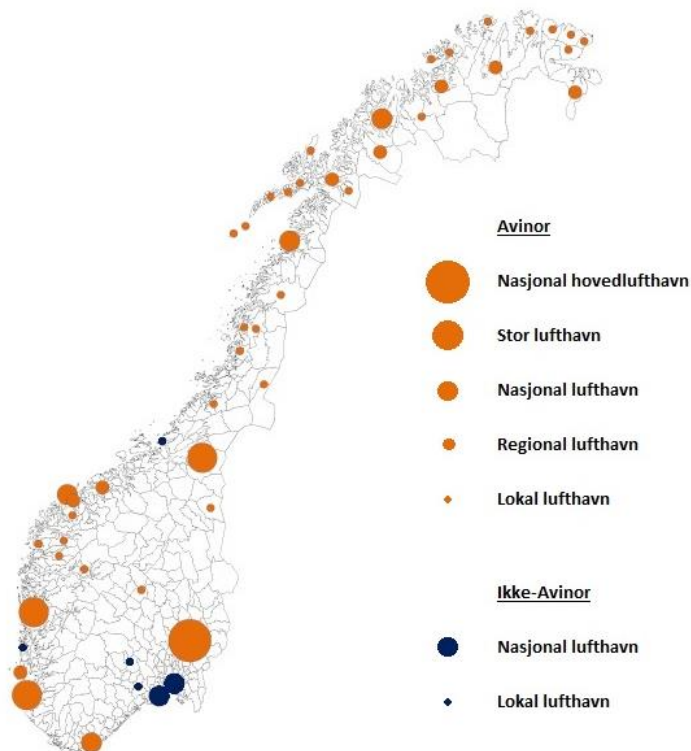 Avinor
Nasjonal hovedlufthavn
Stor lufthavn
Nasjonal lufthavn
Regional lufthavn
Lokal lufthavn
Ikke-Avinor
Nasjonal lufthavn
Lokal lufthavn